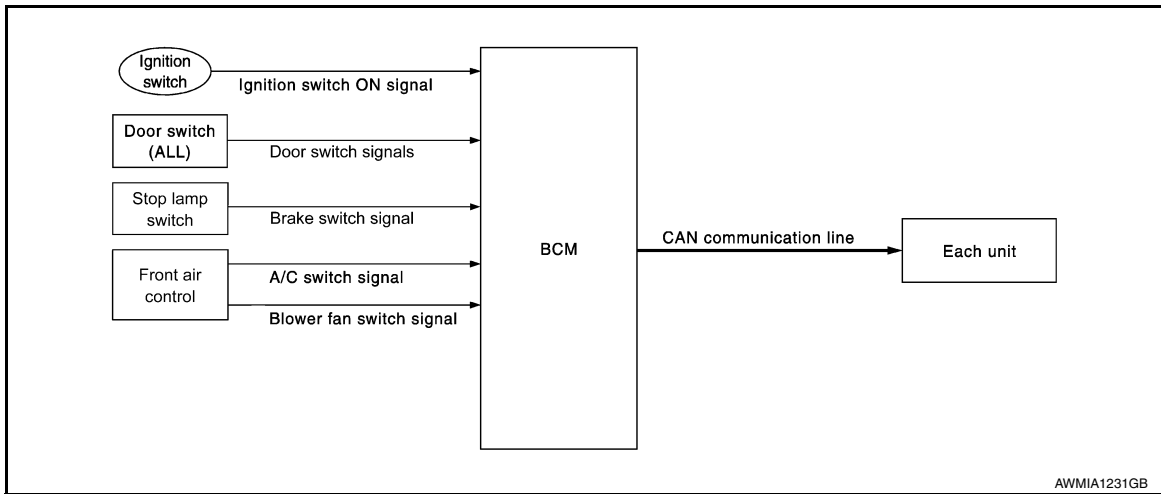 Ignition
switch
Ignition switch ON signal
Door switch
(ALL)
Door switch signals
Stop lamp
switch
Brake switch signal
Front air
control
A/C switch signal
Blower fan switch signal
BCM
CAN communication line
Each unit
AWMIA1231GB